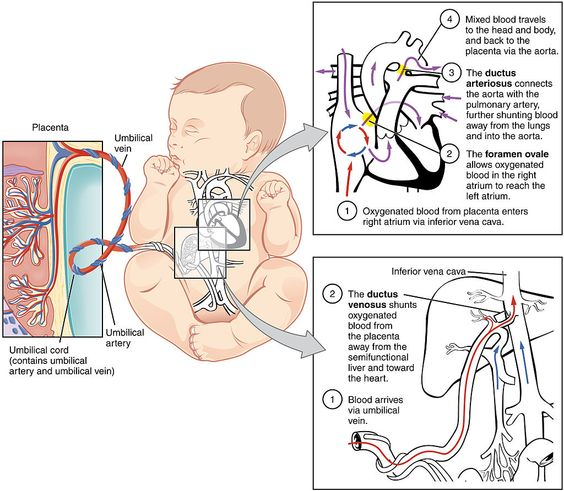 Placenta
Umbilical
vein
Umbilical
artery
Umbilical cord
(contains umbilical
artery and umbilical vein)
4 Mixed blood travels
to the head and body,
and back to the
placenta via the aorta.
3 The ductus
arteriosus connects
the aorta with the
pulmonary artery,
further shunting blood
away from the lungs
and into the aorta.
2 The foramen ovale
allows oxygenated
blood in the right
atrium to reach the
left atrium.
1 Oxygenated blood from placenta enters
right atrium via inferior vena cava.
Inferior vena cava
2 The ductus
venosus shunts
oxygenated
blood from
the placenta
away from the
semifunctional
liver and toward
the heart.
1 Blood arrives
via umbilical
vein.